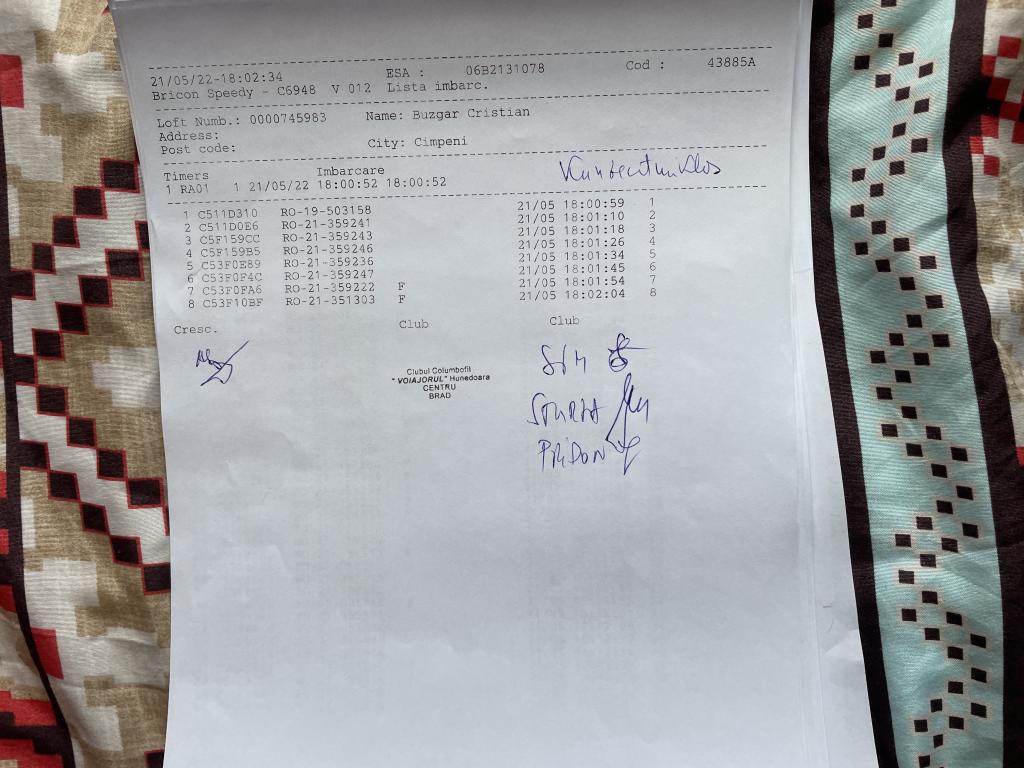 21/05/22-18:02:34 ESA : 06B2131078 Cod : 43885A
Bricon Speedy - C6948 V 012 Lista imbarc.
Loft Numb.: 0000745983 Name: Buzgar Cristian
Address:
Post code: City: Cimpeni
Timers Imbarcare
1 RA01 1 21/05/22 18:00:52 18:00:52
1 C511D310 RO-19-503158 21/05 18:00:59 1
2 C511D0E6 RO-21-359241 21/05 18:01:10 2
3 C5F159CC RO-21-359243 21/05 18:01:18 3
4 C5F159B5 RO-21-359246 21/05 18:01:26 4
5 C53F0E89 RO-21-359236 21/05 18:01:34 5
6 C53F0F4C RO-21-359247 21/05 18:01:45 6
7 C53F0FA6 RO-21-359222 F 21/05 18:01:54 7
8 C53F10BF RO-21-351303 F 21/05 18:02:04 8
Cresc. Club Club
Clubul Columbofil
"VOIAJORUL" Hunedoara
CENTRU
BRAD